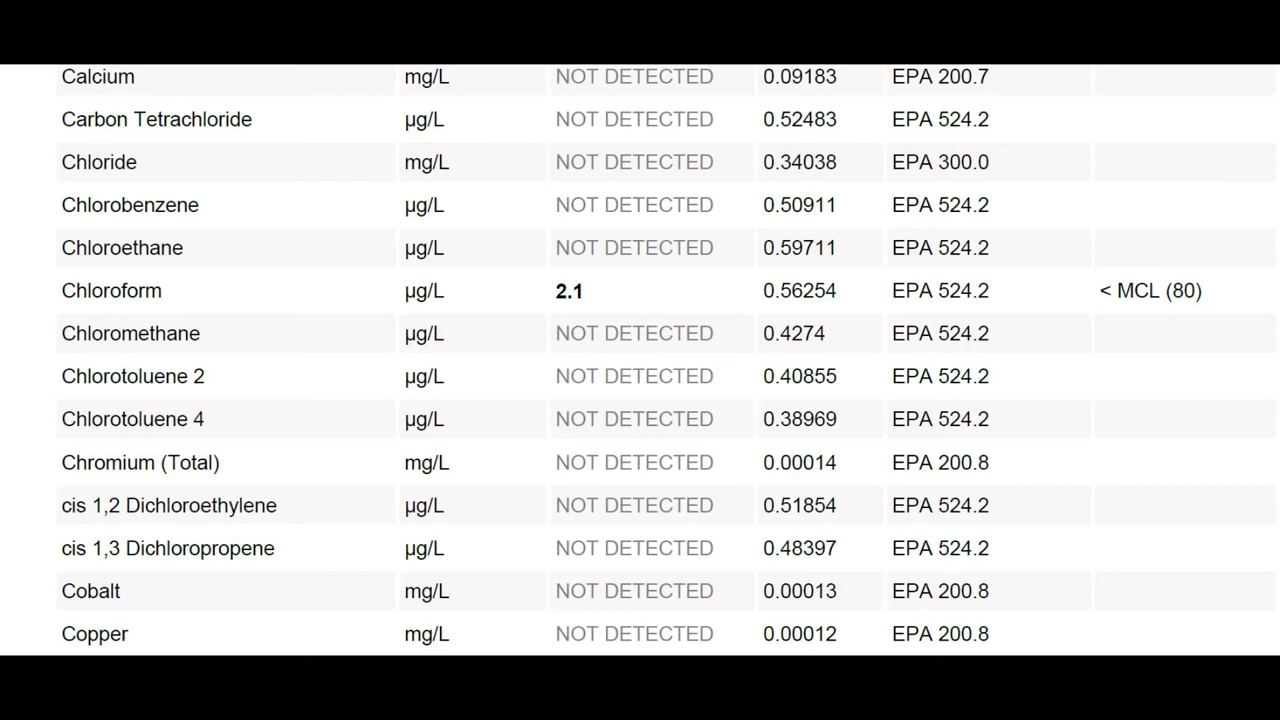 Calcium mg/L NOT DETECTED 0.09183 EPA 200.7
Carbon Tetrachloride µg/L NOT DETECTED 0.52483 EPA 524.2
Chloride mg/L NOT DETECTED 0.34038 EPA 300.0
Chlorobenzene µg/L NOT DETECTED 0.50911 EPA 524.2
Chloroethane µg/L NOT DETECTED 0.59711 EPA 524.2
Chloroform µg/L 2.1 0.56254 EPA 524.2 < MCL (80)
Chloromethane µg/L NOT DETECTED 0.4274 EPA 524.2
Chlorotoluene 2 µg/L NOT DETECTED 0.40855 EPA 524.2
Chlorotoluene 4 µg/L NOT DETECTED 0.38969 EPA 524.2
Chromium (Total) mg/L NOT DETECTED 0.00014 EPA 200.8
cis 1,2 Dichloroethylene µg/L NOT DETECTED 0.51854 EPA 524.2
cis 1,3 Dichloropropene µg/L NOT DETECTED 0.48397 EPA 524.2
Cobalt mg/L NOT DETECTED 0.00013 EPA 200.8
Copper mg/L NOT DETECTED 0.00012 EPA 200.8